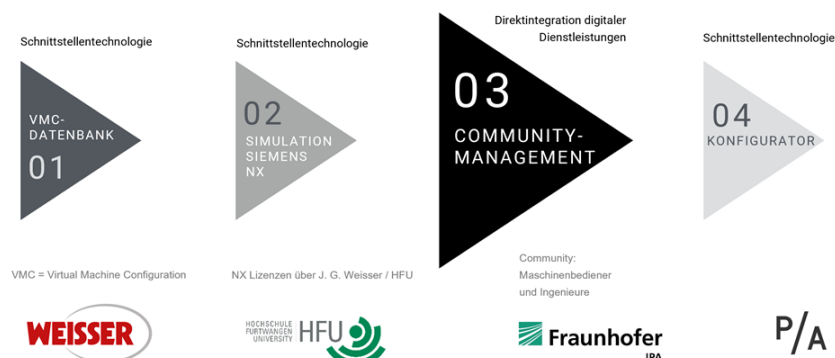 Schnittstellentechnologie
VMC-
DATENBANK
01
VMC = Virtual Machine Configuration
WEISSER
Schnittstellentechnologie
02
SIMULATION
SIEMENS
NX
NX Lizenzen über J. G. Weisser / HFU
HOCHSCHULE
FURTWANGEN
UNIVERSITY
HFU
Direktintegration digitaler
Dienstleistungen
03
COMMUNITY-
MANAGEMENT
Community:
Maschinenbediener
und Ingenieure
Fraunhofer
IPA
Schnittstellentechnologie
04
KONFIGURATOR
P/A